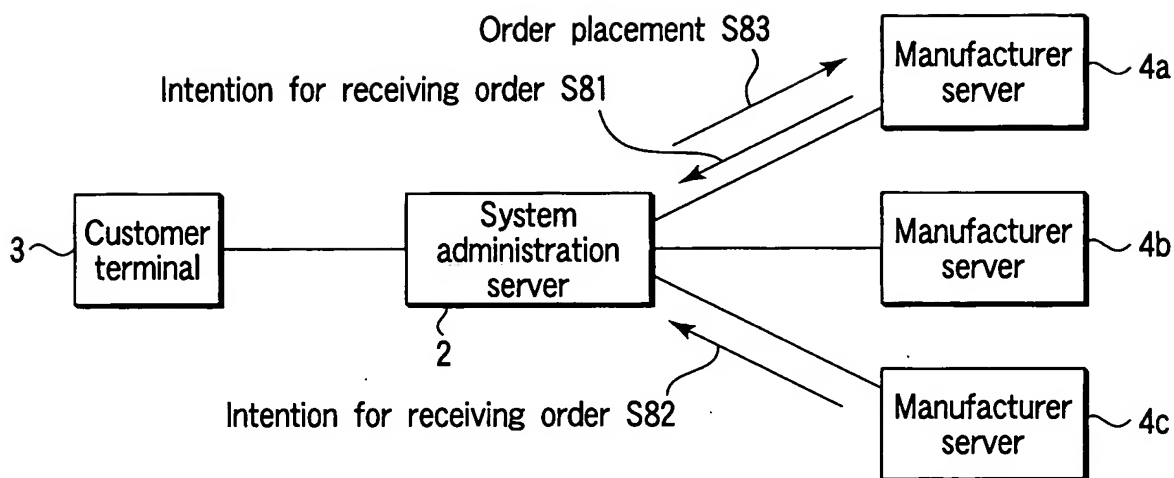 Order placement S83
Manufacturer
server
4a
Intention for receiving order S81
3
Customer
terminal
System
administration
server
2
Manufacturer
server
4b
Intention for receiving order S82
Manufacturer
server
4c